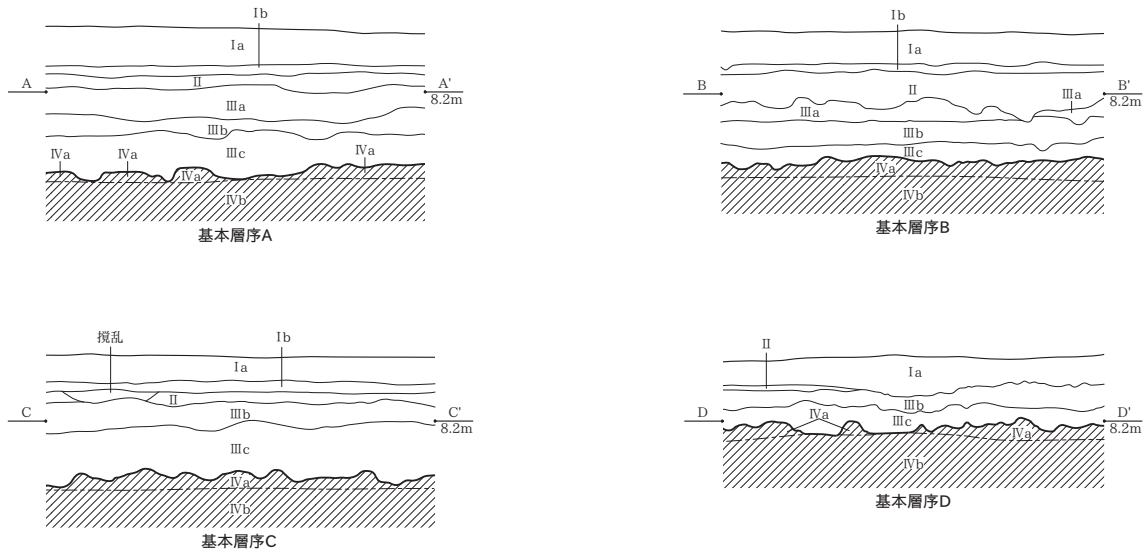 Ⅰb
Ⅰa
Ⅱ
A
A'
8.2m
Ⅲa
Ⅲb
Ⅲc
Ⅳa
Ⅳa
Ⅳa
Ⅳa
Ⅳb
基本層序A
Ⅰb
Ⅰa
B
Ⅱ
Ⅲa
B'
8.2m
Ⅲa
Ⅲb
Ⅲc
Ⅳa
Ⅳb
基本層序B
撹乱
Ⅰb
Ⅰa
Ⅱ
C
Ⅲb
C'
8.2m
Ⅲc
Ⅳa
Ⅳb
基本層序C
Ⅱ
Ⅰa
D
Ⅲb
D'
8.2m
Ⅳa
Ⅲc
Ⅳa
Ⅳb
基本層序D